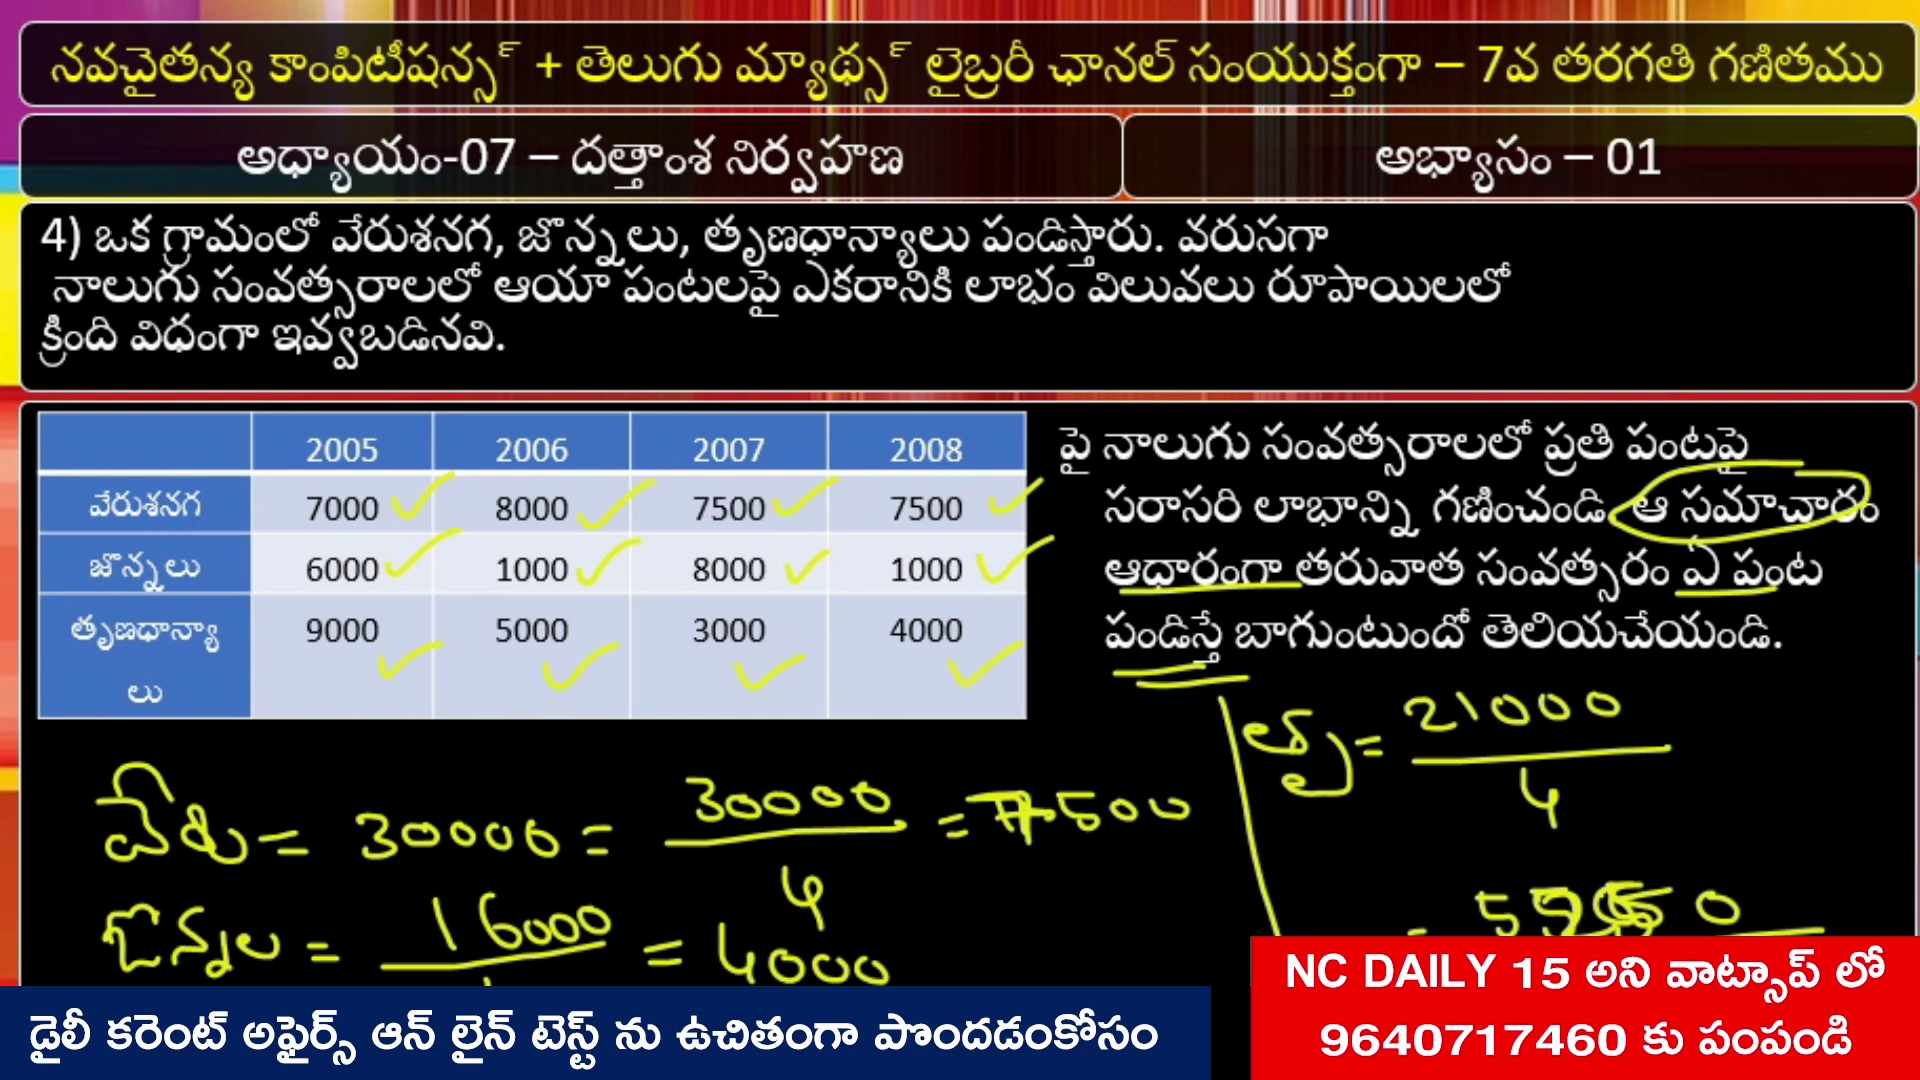 నవచైతన్య కాంపిటీషన్స్ + తెలుగు మ్యాథ్స్ లైబ్రరీ ఛానల్ సంయుక్తంగా – 7వ తరగతి గణితము
అధ్యాయం-07 – దత్తాంశ నిర్వహణ
అభ్యాసం – 01
4) ఒక గ్రామంలో వేరుశనగ, జొన్నలు, తృణధాన్యాలు పండిస్తారు. వరుసగా
నాలుగు సంవత్సరాలలో ఆయా పంటలపై ఎకరానికి లాభం విలువలు రూపాయిలలో
క్రింది విధంగా ఇవ్వబడినవి.
2005 2006 2007 2008
వేరుశనగ 7000 8000 7500 7500
జొన్నలు 6000 1000 8000 1000
తృణధాన్యా 9000 5000 3000 4000
లు
పై నాలుగు సంవత్సరాలలో ప్రతి పంటపై
సరాసరి లాభాన్ని గణించండి. ఆ సమాచారం
ఆధారంగా తరువాత సంవత్సరం ఏ పంట
పండిస్తే బాగుంటుందో తెలియచేయండి.
వేరు = 30000 = 30000 = 7500
4
జొన్నల = 16000 = 4000
తృ = 21000
4
డైలీ కరెంట్ అఫైర్స్ ఆన్ లైన్ టెస్ట్ ను ఉచితంగా పొందడంకోసం
NC DAILY 15 అని వాట్సాప్ లో
9640717460 కు పంపండి